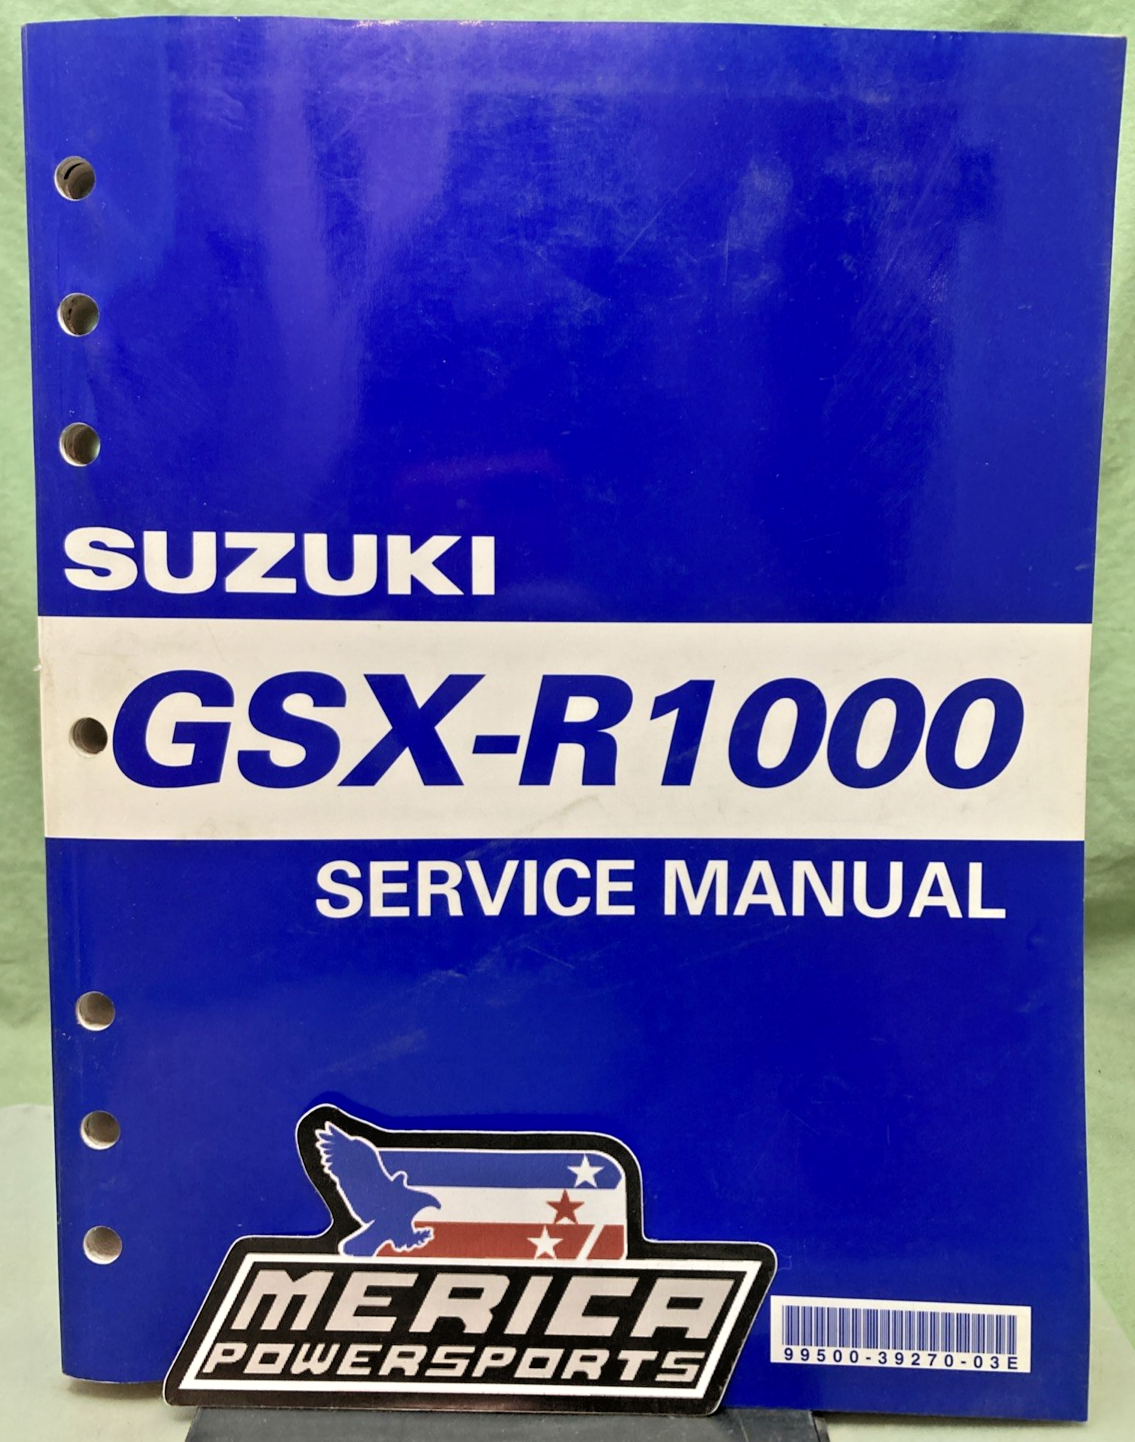 SUZUKI
GSX-R1000
SERVICE MANUAL
MERICA
POWERSPORTS
99500-39270-03E